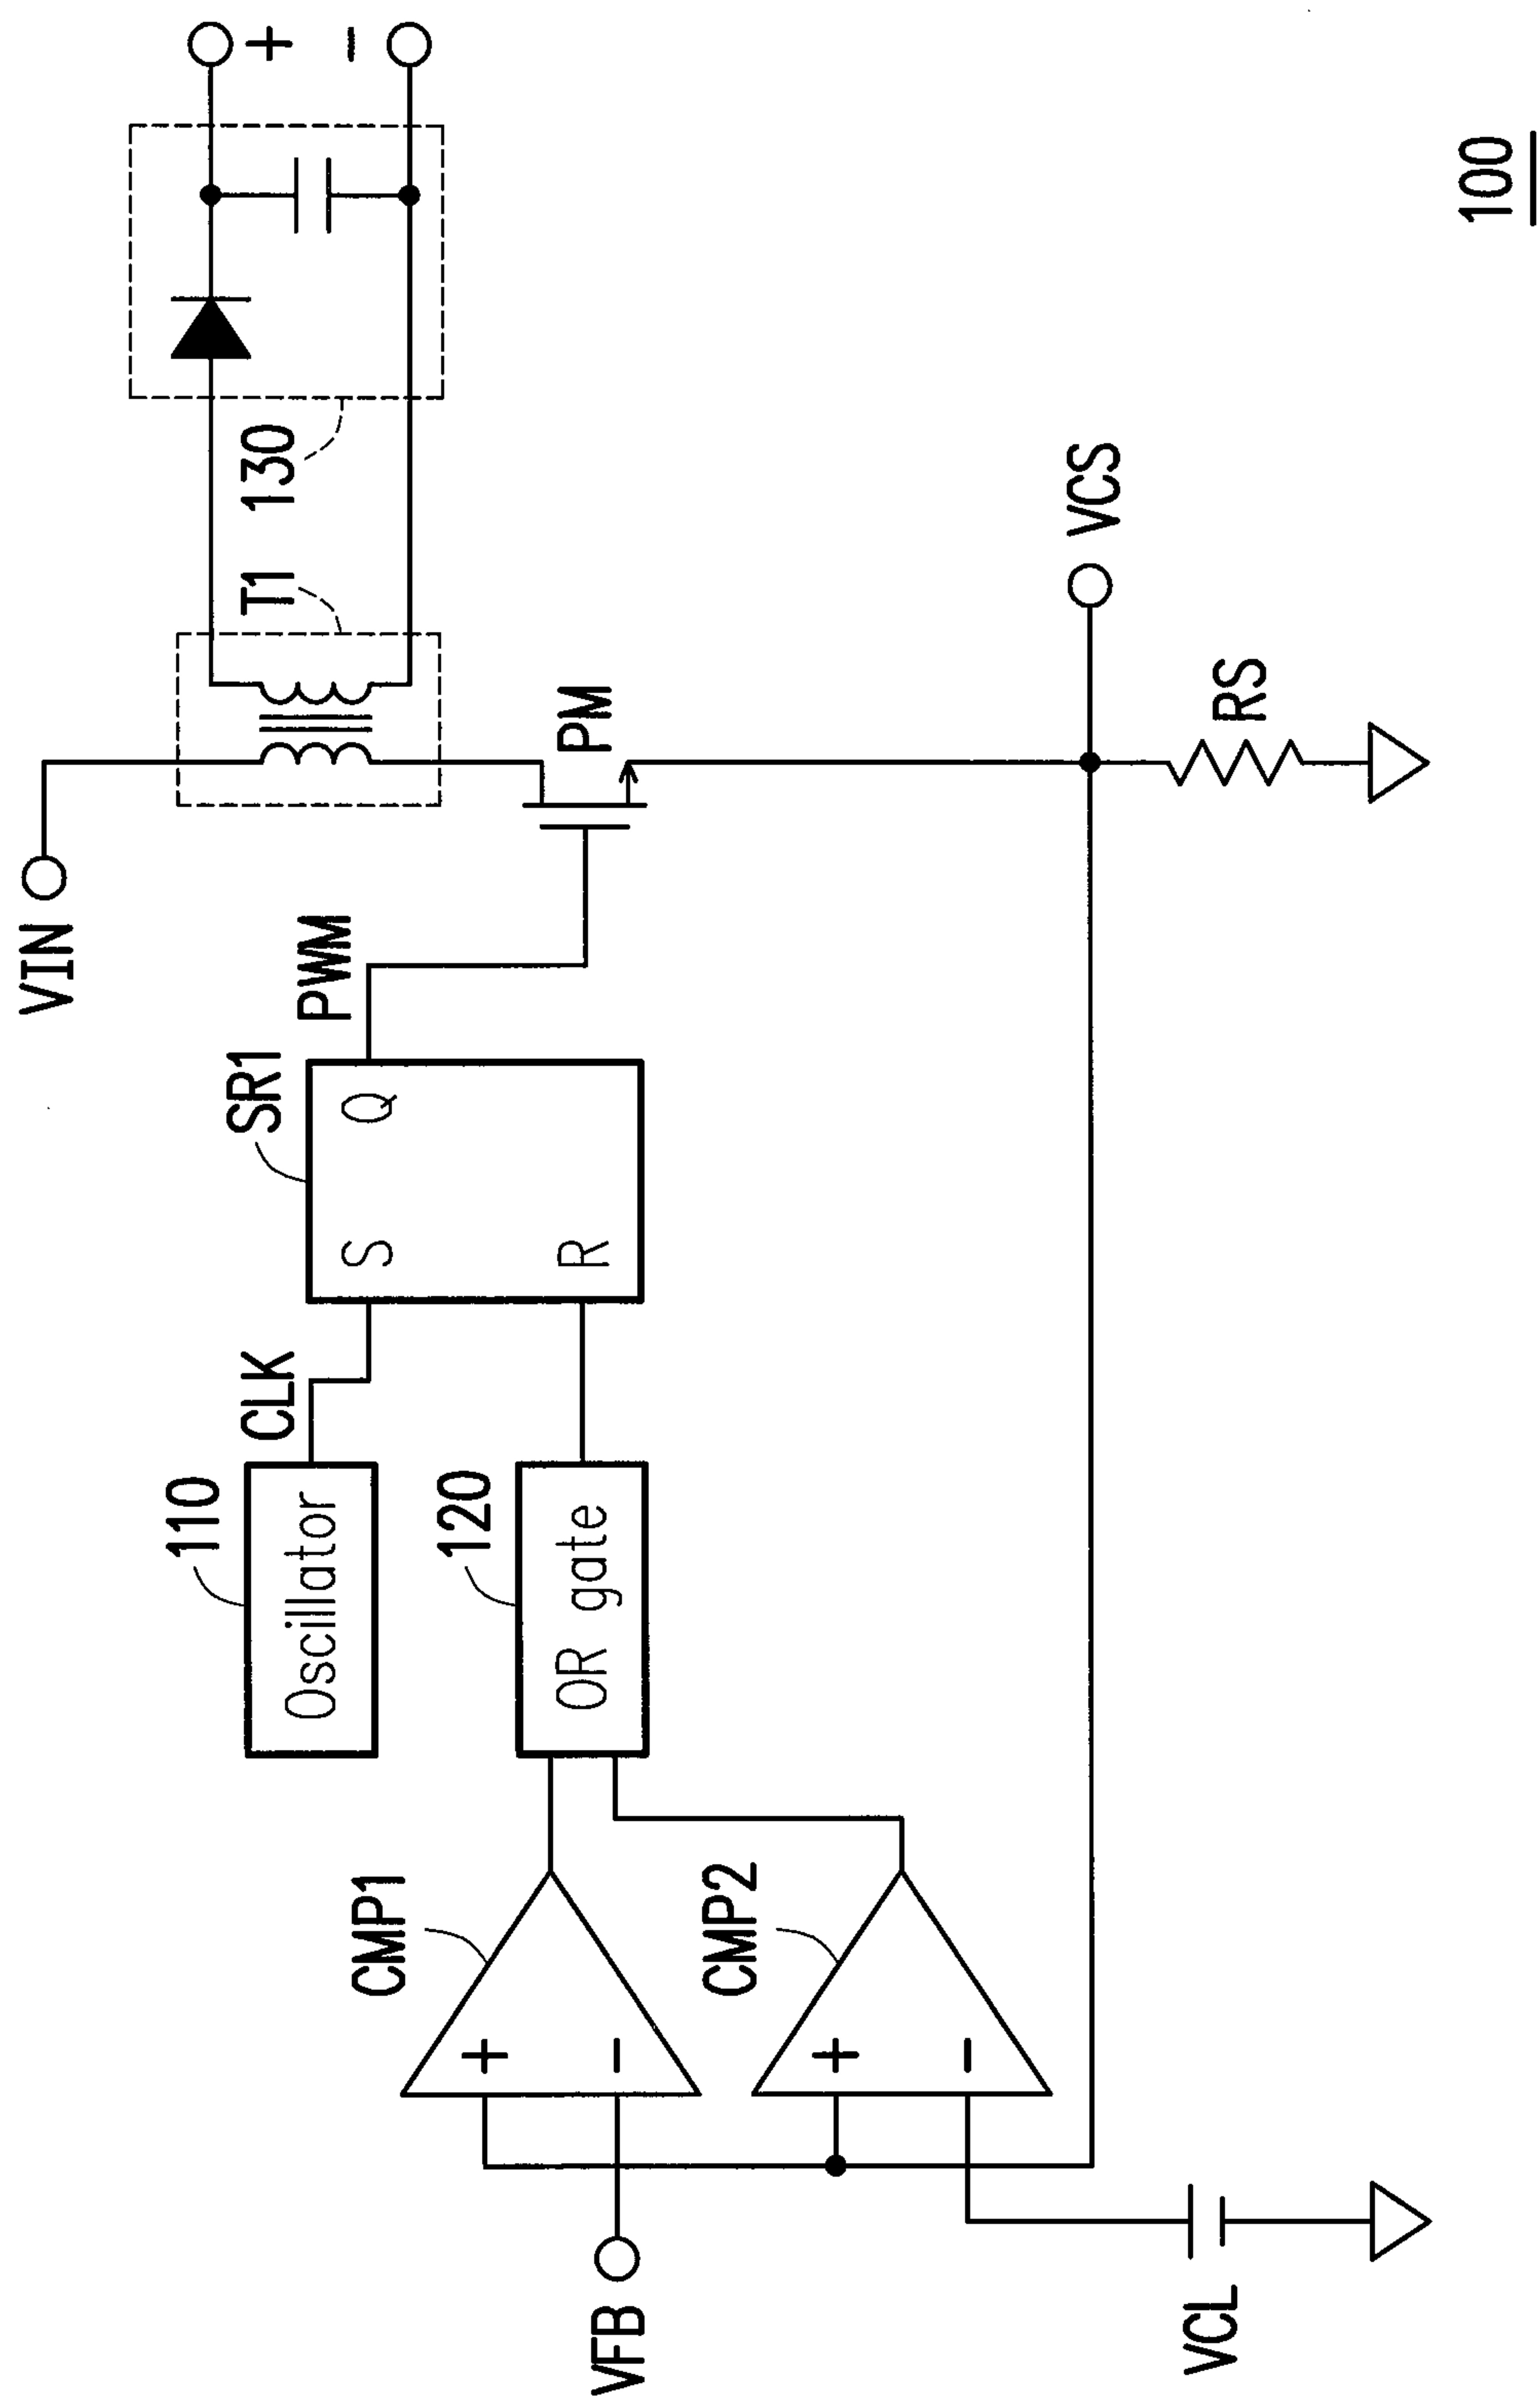 VIN
+
-
T1
130
110
CLK
SR1
PWM
Oscillator
S
Q
PM
120
CMP1
OR gate
R
+
VFB
-
CMP2
+
-
VCS
VCL
RS
100